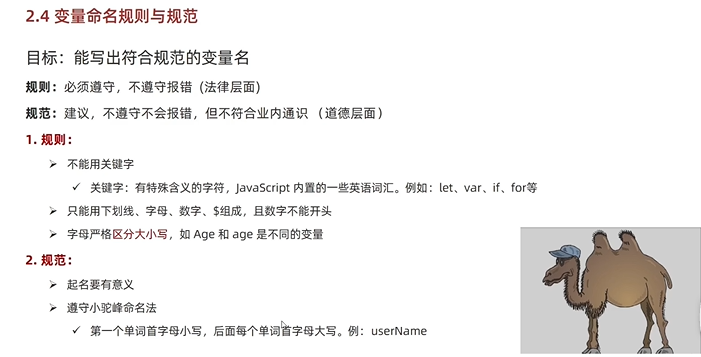 2.4 变量命名规则与规范
目标：能写出符合规范的变量名
规则：必须遵守，不遵守报错 (法律层面)
规范：建议，不遵守不会报错，但不符合业内通识 （道德层面）
1. 规则：
➢ 不能用关键字
✓ 关键字：有特殊含义的字符，JavaScript 内置的一些英语词汇。例如：let、var、if、for等
➢ 只能用下划线、字母、数字、$组成，且数字不能开头
➢ 字母严格区分大小写，如 Age 和 age 是不同的变量
2. 规范：
➢ 起名要有意义
➢ 遵守小驼峰命名法
✓ 第一个单词首字母小写，后面每个单词首字母大写。例：userName